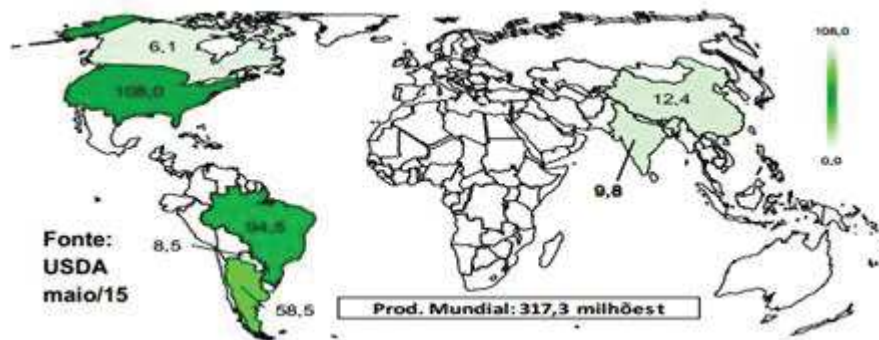 6,1
108,0
108,0
12,4
0,0
9,8
94,5
Fonte:
USDA
maio/15
8,5
58,5
Prod. Mundial: 317,3 milhõest